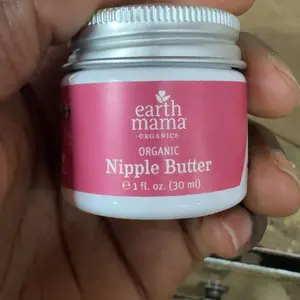 earth
mama®
ORGANICS
ORGANIC
Nipple Butter
℮ 1 fl. oz. (30 ml)